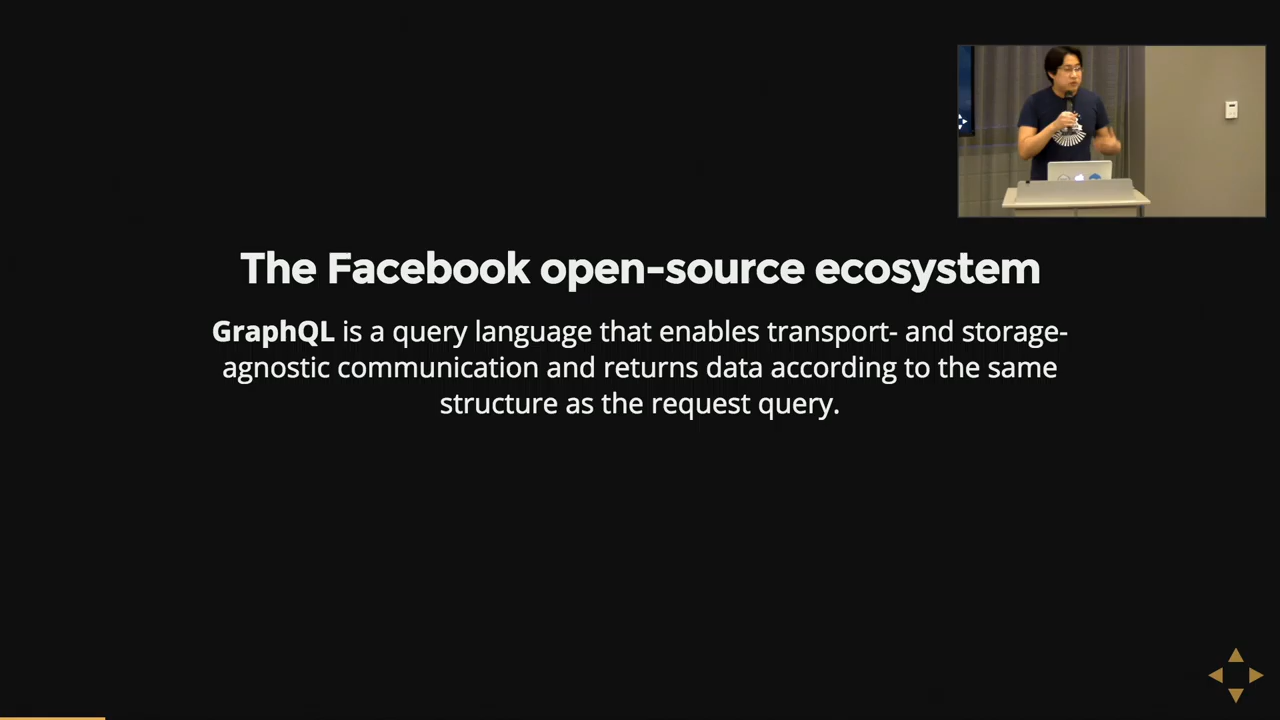 The Facebook open-source ecosystem
GraphQL is a query language that enables transport- and storage-
agnostic communication and returns data according to the same
structure as the request query.